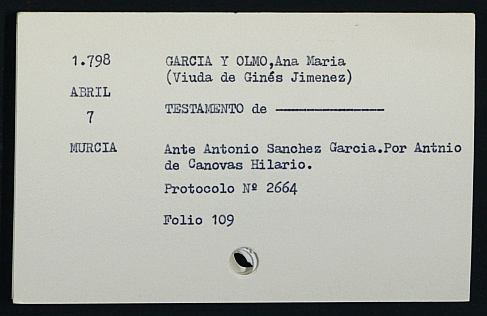 1.798 GARCIA Y OLMO,Ana Maria
(Viuda de Ginés Jimenez)
ABRIL
7 TESTAMENTO de ————————
MURCIA Ante Antonio Sanchez Garcia.Por Antnio
de Canovas Hilario.
Protocolo Nº 2664
Folio 109